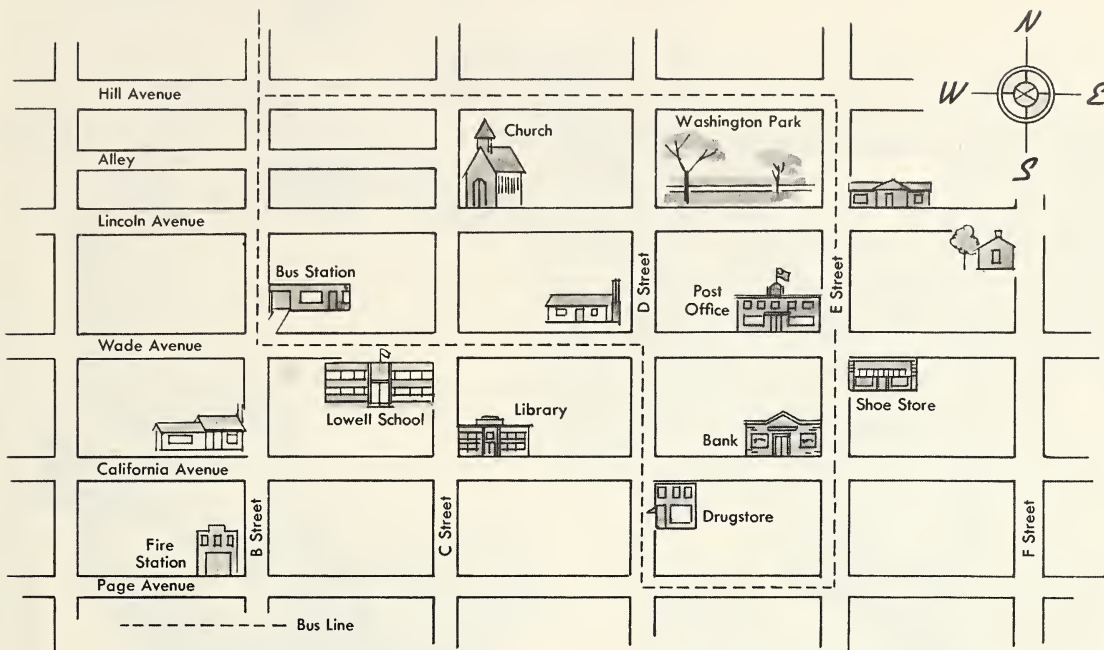 N
Hill Avenue
W
E
Church
Washington Park
Alley
S
Lincoln Avenue
Bus Station
D Street
Post
Office
E Street
Wade Avenue
Lowell School
Library
Shoe Store
Bank
California Avenue
B Street
C Street
Drugstore
F Street
Fire
Station
Page Avenue
Bus Line